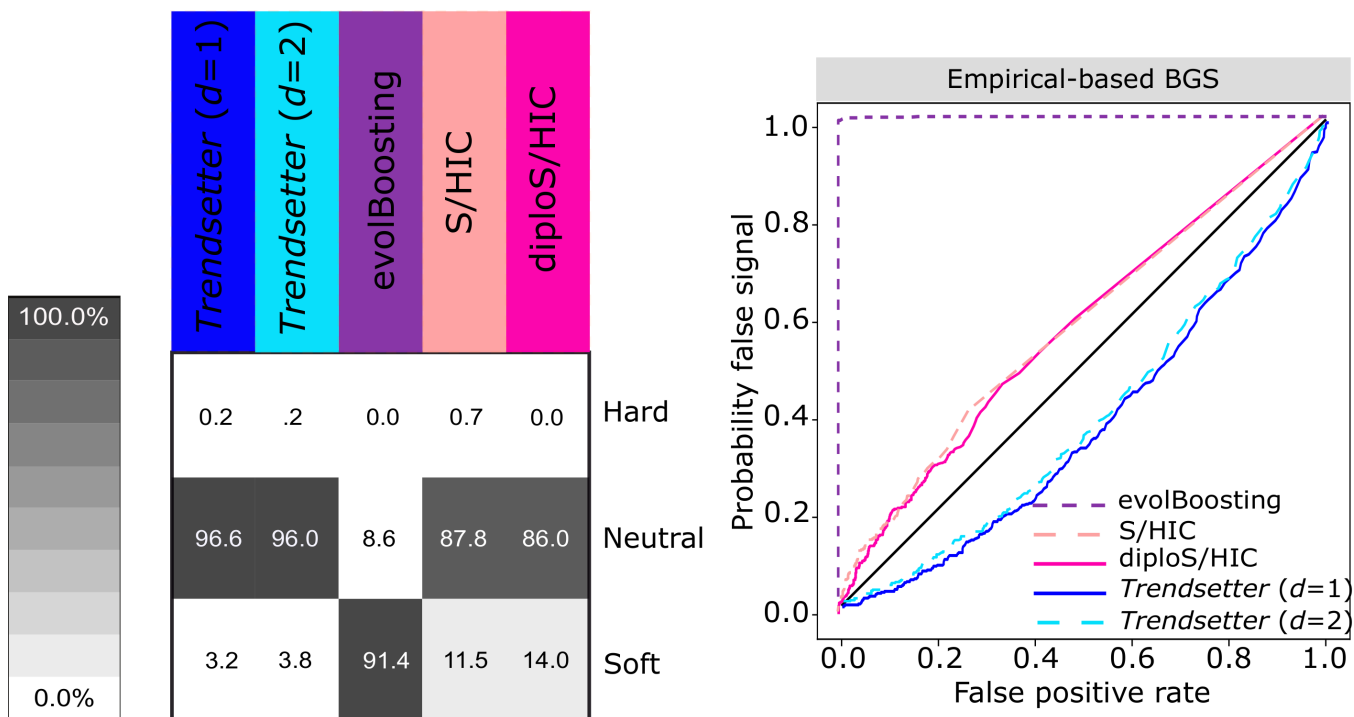 Trendsetter (d=1)
Trendsetter (d=2)
evolBoosting
S/HIC
diploS/HIC
100.0%
0.0%
0.2 .2 0.0 0.7 0.0 Hard
96.6 96.0 8.6 87.8 86.0 Neutral
3.2 3.8 91.4 11.5 14.0 Soft
Empirical-based BGS
Probability false signal
1.0
0.8
0.6
0.4
0.2
0.0
evolBoosting
S/HIC
diploS/HIC
Trendsetter (d=1)
Trendsetter (d=2)
0.0 0.2 0.4 0.6 0.8 1.0
False positive rate